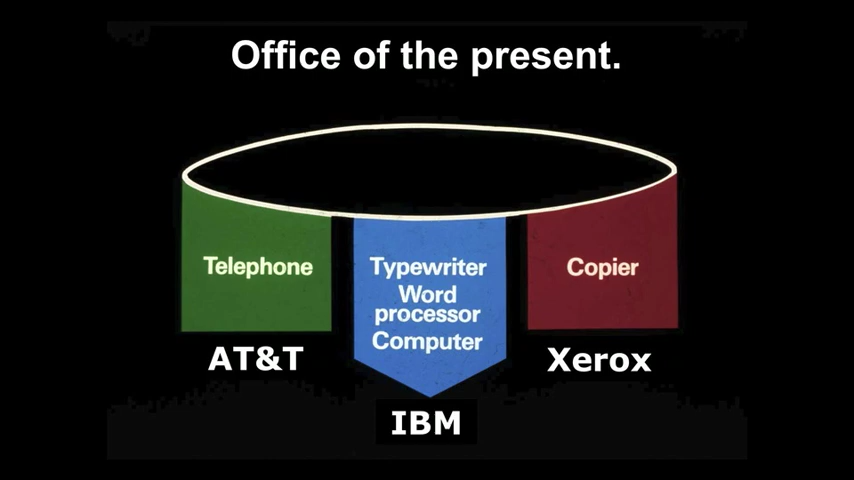 Office of the present.
Telephone
Typewriter
Word
processor
Computer
Copier
AT&T
IBM
Xerox